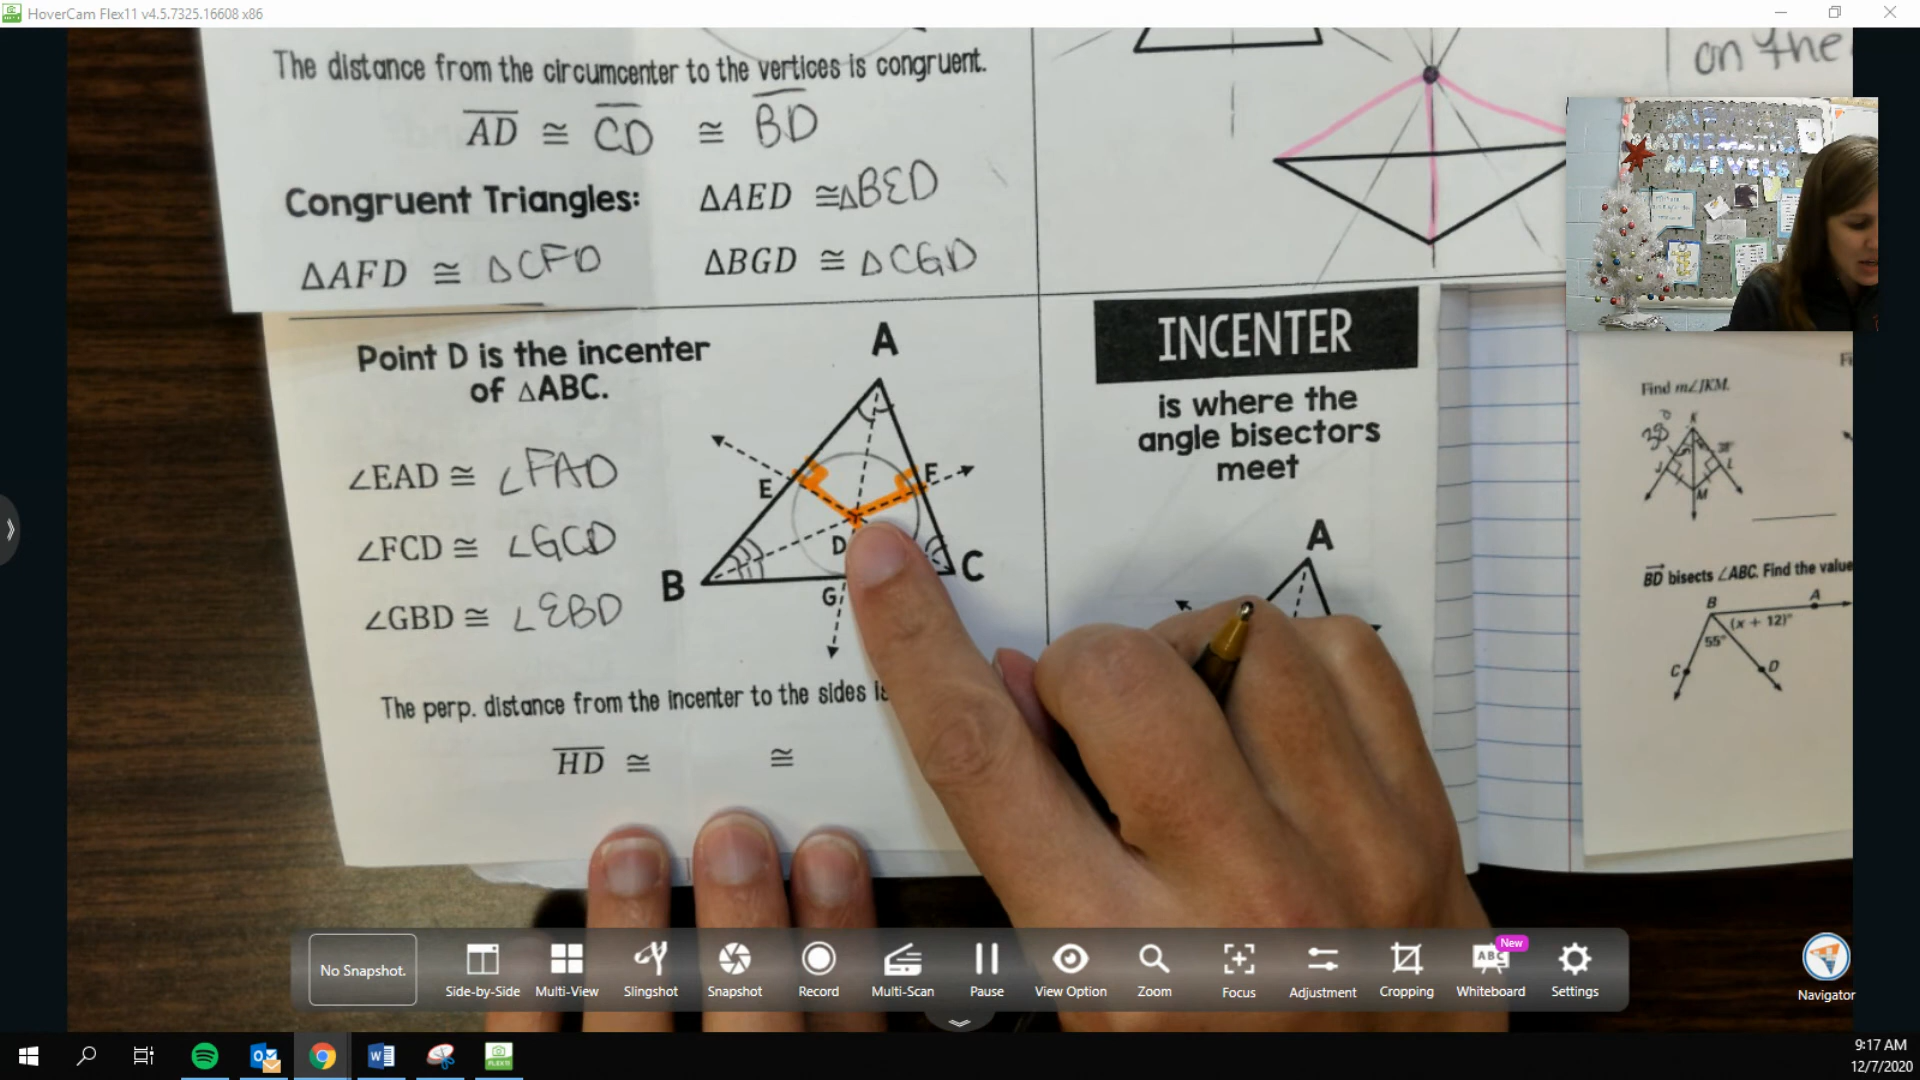 HoverCam Flex11 v4.5.7325.16608 x86
The distance from the circumcenter to the vertices is congruent.
AD ≅ CD ≅ BD
Congruent Triangles: ΔAED ≅ ΔBED
ΔAFD ≅ ΔCFD ΔBGD ≅ ΔCGD
on the
MATHEMATICAL
MARVELS
Point D is the incenter
of ΔABC.
∠EAD ≅ ∠FAD
∠FCD ≅ ∠GCD
∠GBD ≅ ∠EBD
A
E
F
D
B
C
G
The perp. distance from the incenter to the sides is
HD ≅ ≅
INCENTER
is where the
angle bisectors
meet
A
Find m∠JKM.
K
38°
38°
J
L
M
BD bisects ∠ABC. Find the value
B
A
(x + 12)°
55°
C
D
No Snapshot.
Side-by-Side
Multi-View
Slingshot
Snapshot
Record
Multi-Scan
Pause
View Option
Zoom
Focus
Adjustment
Cropping
New
ABC
Whiteboard
Settings
Navigator
9:17 AM
12/7/2020